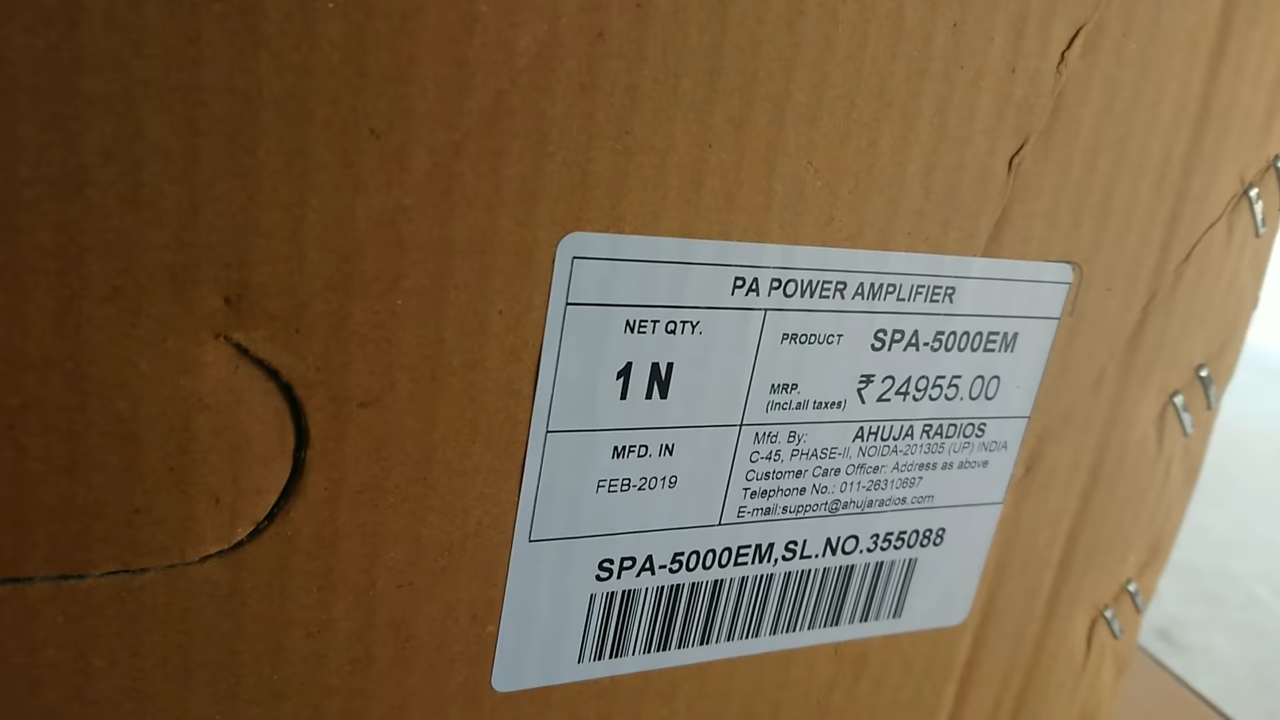 PA POWER AMPLIFIER
NET QTY.
1 N
PRODUCT SPA-5000EM
MRP. ₹ 24955.00
(Incl.all taxes)
MFD. IN
FEB-2019
Mfd. By: AHUJA RADIOS
C-45, PHASE-II, NOIDA-201305 (UP) INDIA
Customer Care Officer: Address as above
Telephone No.: 011-26310697
E-mail:support@ahujaradios.com
SPA-5000EM,SL.NO.355088